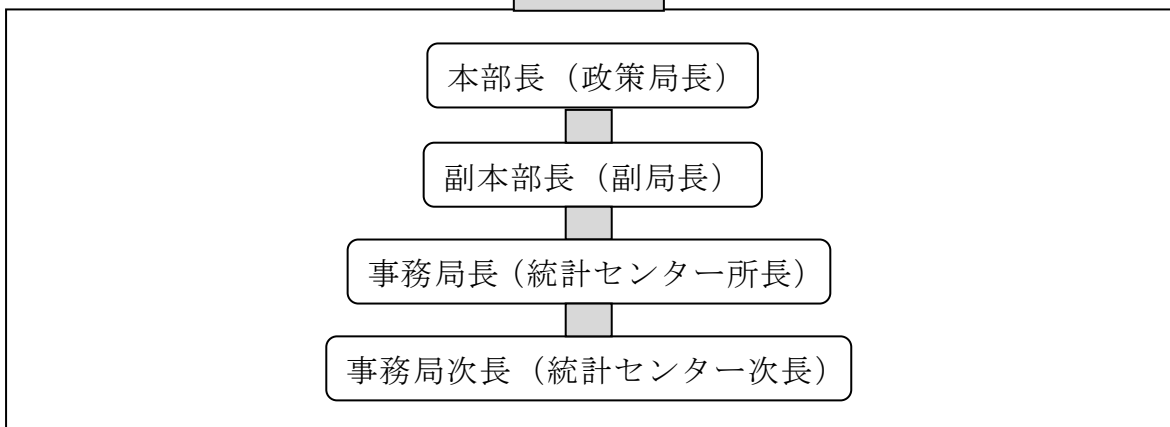 本部長（政策局長）
副本部長（副局長）
事務局長（統計センター所長）
事務局次長（統計センター次長）